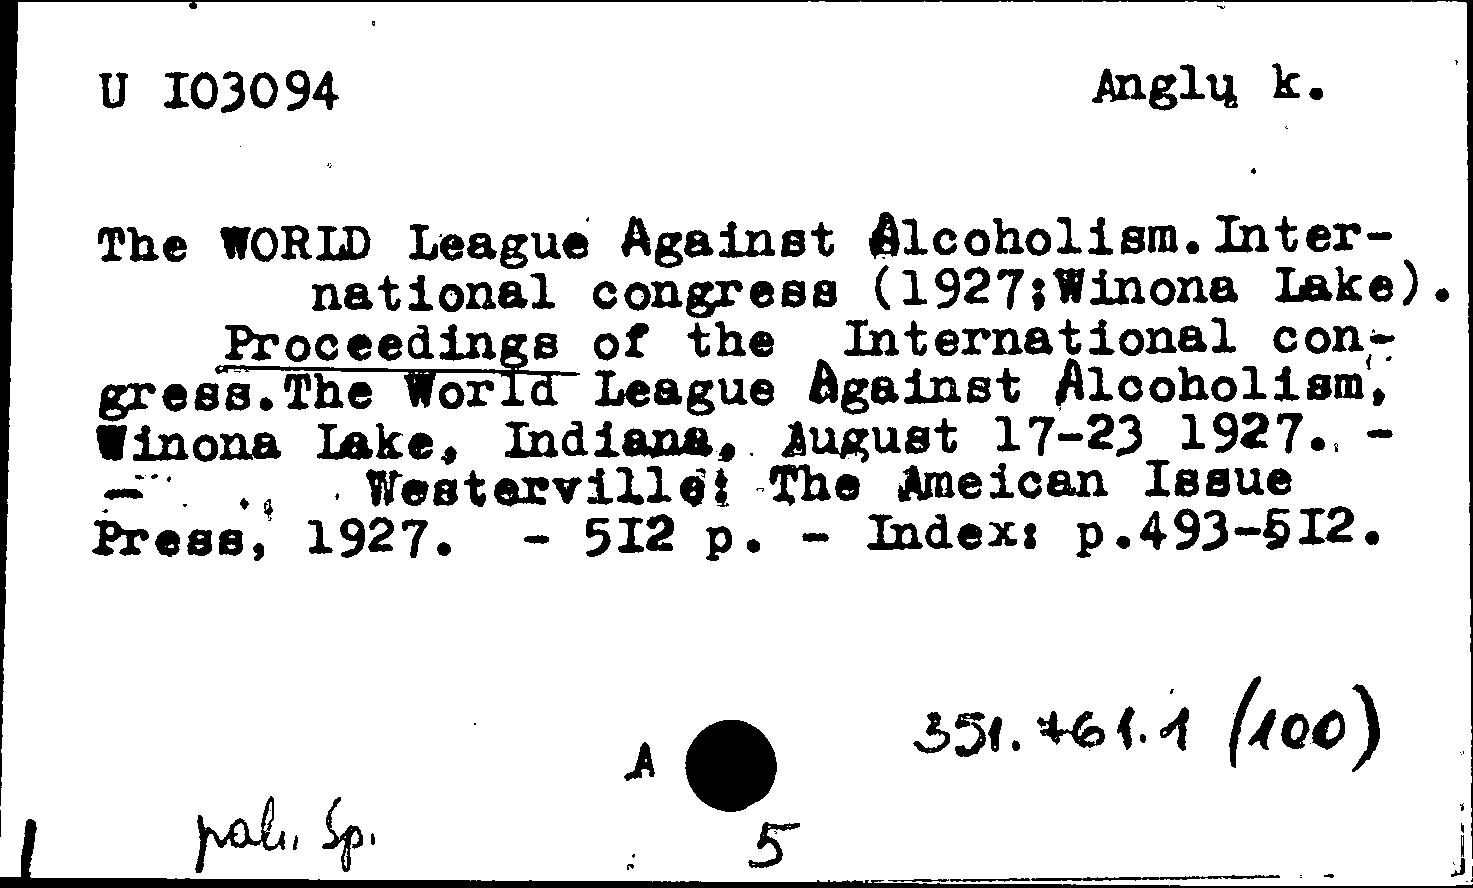 U I03094 Anglų k.
The WORLD League Against Alcoholism. Inter-
national congress (1927;Winona Lake).
Proceedings of the International con-
gress.The World League Against Alcoholism,
Winona Lake, Indiana, August 17-23 1927. -
- Westerville: The Ameican Issue
Press, 1927. - 5I2 p. - Index: p.493-5I2.
351.761.1 (100)
A
Sp.
5